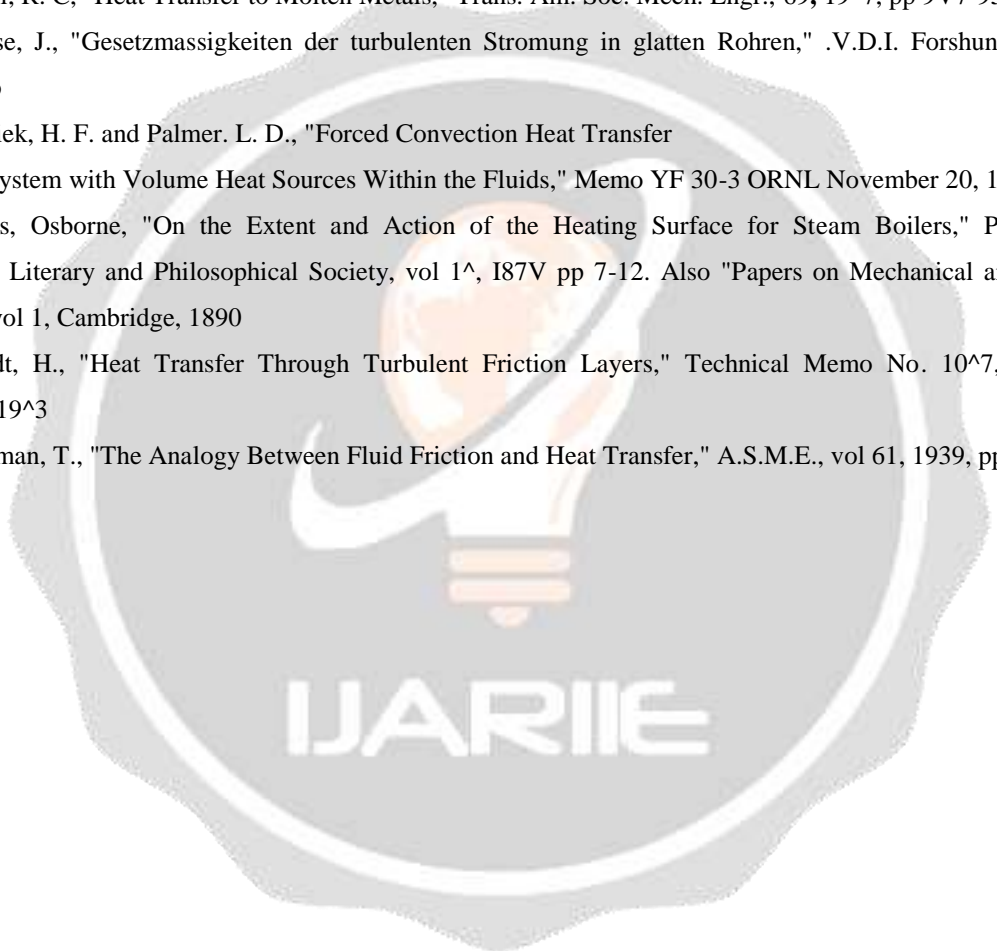 R. C, "Heat Transfer to Molten Metals," Trans. Am. Soc. Mech. Engr., 69,
se, J., "Gesetzmassigkeiten der turbulenten Stromung in glatten Rohren," .V.D.I. Forshun
ek, H. F. and Palmer. L. D., "Forced Convection Heat Transfer
ystem with Volume Heat Sources Within the Fluids," Memo YF 30-3 ORNL November 20, 1
s, Osborne, "On the Extent and Action of the Heating Surface for Steam Boilers," P
Literary and Philosophical Society, vol 1^, I87V pp 7-12. Also "Papers on Mechanical a
vol 1, Cambridge, 1890
dt, H., "Heat Transfer Through Turbulent Friction Layers," Technical Memo No. 10^7,
19^3
man, T., "The Analogy Between Fluid Friction and Heat Transfer," A.S.M.E., vol 61, 1939, pp
IJARIIE